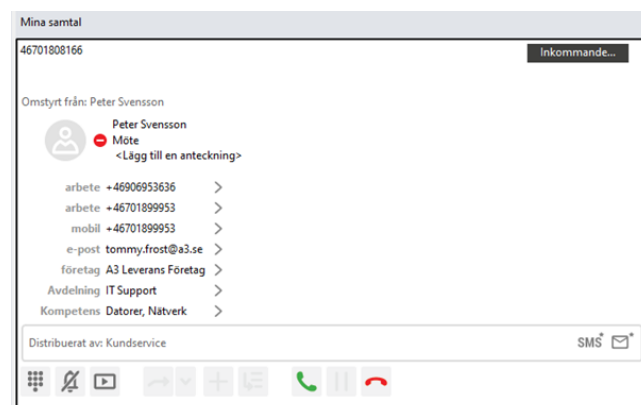 Mina samtal
46701808166
Inkommande...
Omstyrt från: Peter Svensson
Peter Svensson
Möte
<Lägg till en anteckning>
arbete +46906953636
arbete +46701899953
mobil +46701899953
e-post tommy.frost@a3.se
företag A3 Leverans Företag
Avdelning IT Support
Kompetens Datorer, Nätverk
Distribuerat av: Kundservice SMS*